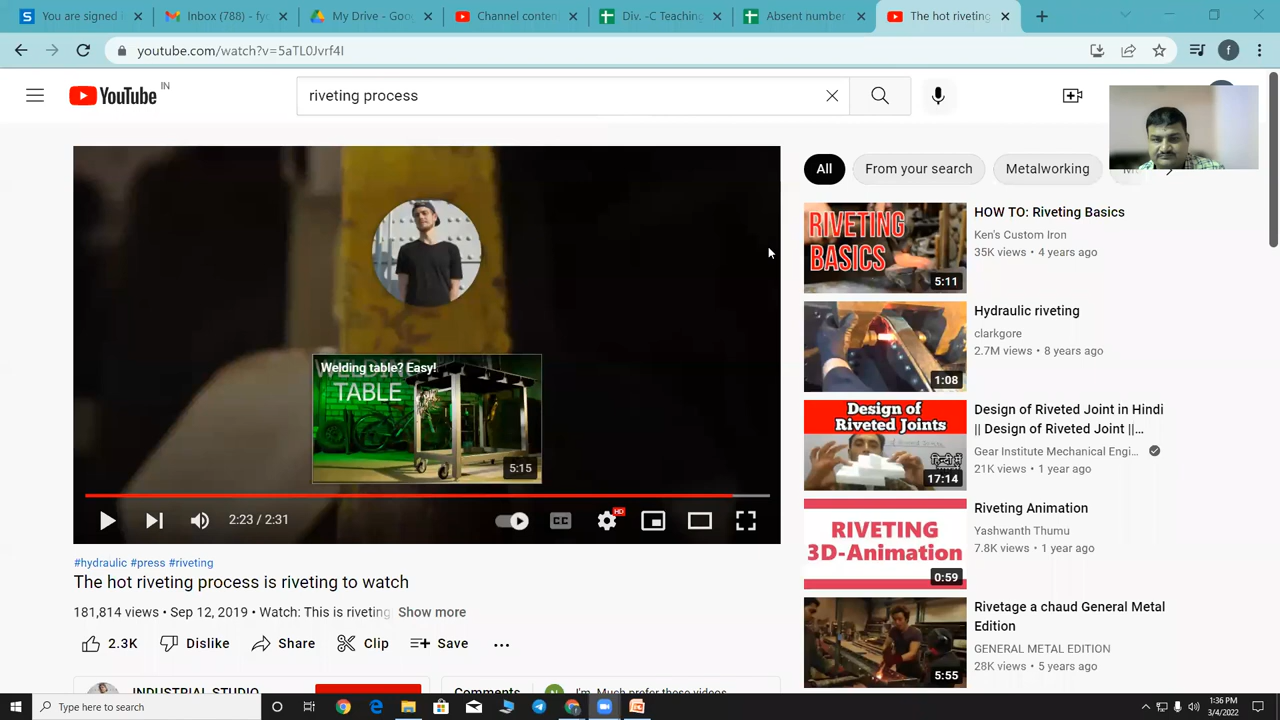 You are signed
Inbox (788) - fy
My Drive - Googl
Channel conten
Div. -C Teaching
Absent number
The hot riveting
youtube.com/watch?v=5aTL0Jvrf4I
YouTube IN
riveting process
All
From your search
Metalworking
Welding table? Easy!
WELDING
TABLE
5:15
2:23 / 2:31
CC
HD
#hydraulic #press #riveting
The hot riveting process is riveting to watch
181,814 views • Sep 12, 2019 • Watch: This is riveting
Show more
2.3K
Dislike
Share
Clip
Save
INDUSTRIAL STUDIO
Comments
N
I'm. Much prefer these videos
RIVETING
BASICS
5:11
HOW TO: Riveting Basics
Ken's Custom Iron
35K views • 4 years ago
1:08
Hydraulic riveting
clarkgore
2.7M views • 8 years ago
Design of
Riveted Joints
हिन्दी में
17:14
Design of Riveted Joint in Hindi
|| Design of Riveted Joint ||...
Gear Institute Mechanical Engi...
21K views • 1 year ago
RIVETING
3D-Animation
0:59
Riveting Animation
Yashwanth Thumu
7.8K views • 1 year ago
5:55
Rivetage a chaud General Metal
Edition
GENERAL METAL EDITION
28K views • 5 years ago
Type here to search
1:36 PM
3/4/2022